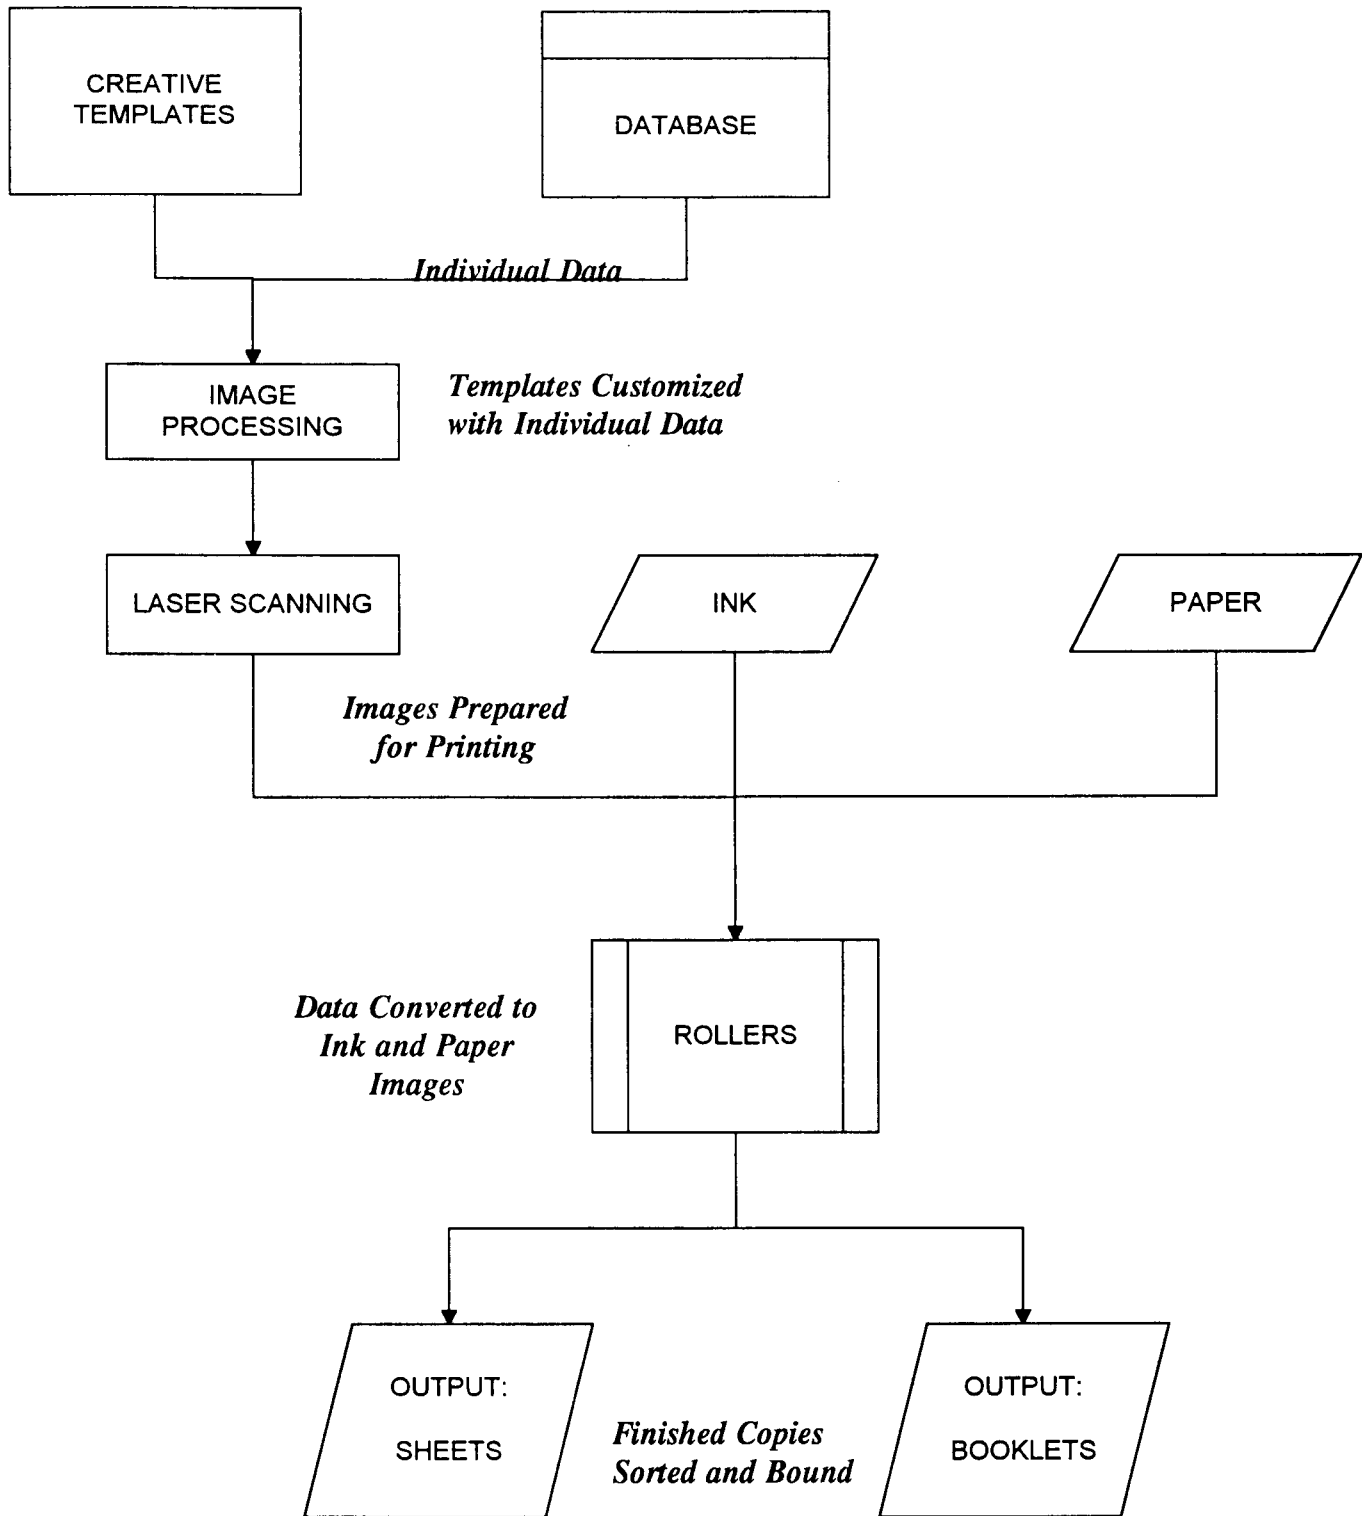 CREATIVE
TEMPLATES
DATABASE
Individual Data
IMAGE
PROCESSING
Templates Customized
with Individual Data
LASER SCANNING
INK
PAPER
Images Prepared
for Printing
Data Converted to
Ink and Paper
Images
ROLLERS
OUTPUT:
SHEETS
Finished Copies
Sorted and Bound
OUTPUT:
BOOKLETS